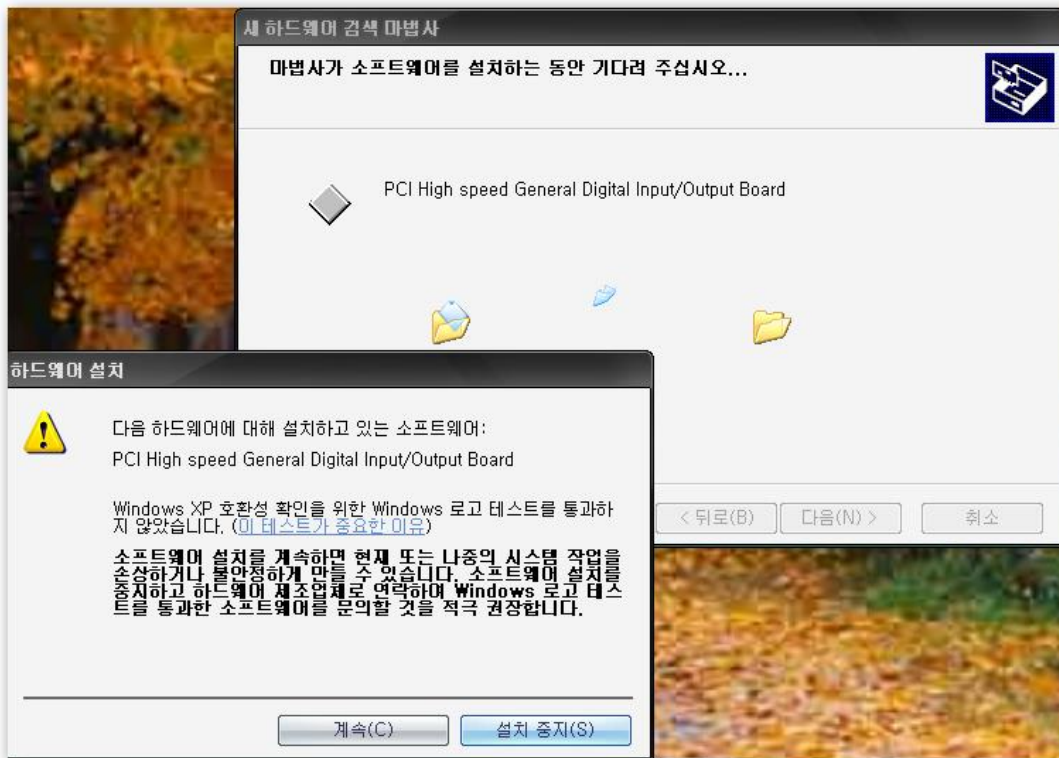 새 하드웨어 검색 마법사
마법사가 소프트웨어를 설치하는 동안 기다려 주십시오...
PCI High speed General Digital Input/Output Board
< 뒤로(B)
다음(N) >
취소
하드웨어 설치
다음 하드웨어에 대해 설치하고 있는 소프트웨어:
PCI High speed General Digital Input/Output Board
Windows XP 호환성 확인을 위한 Windows 로고 테스트를 통과하
지 않았습니다. (이 테스트가 중요한 이유)
소프트웨어 설치를 계속하면 현재 또는 나중의 시스템 작업을
손상하거나 불안정하게 만들 수 있습니다. 소프트웨어 설치를
중지하고 하드웨어 제조업체로 연락하여 Windows 로고 테스
트를 통과한 소프트웨어를 문의할 것을 적극 권장합니다.
계속(C)
설치 중지(S)